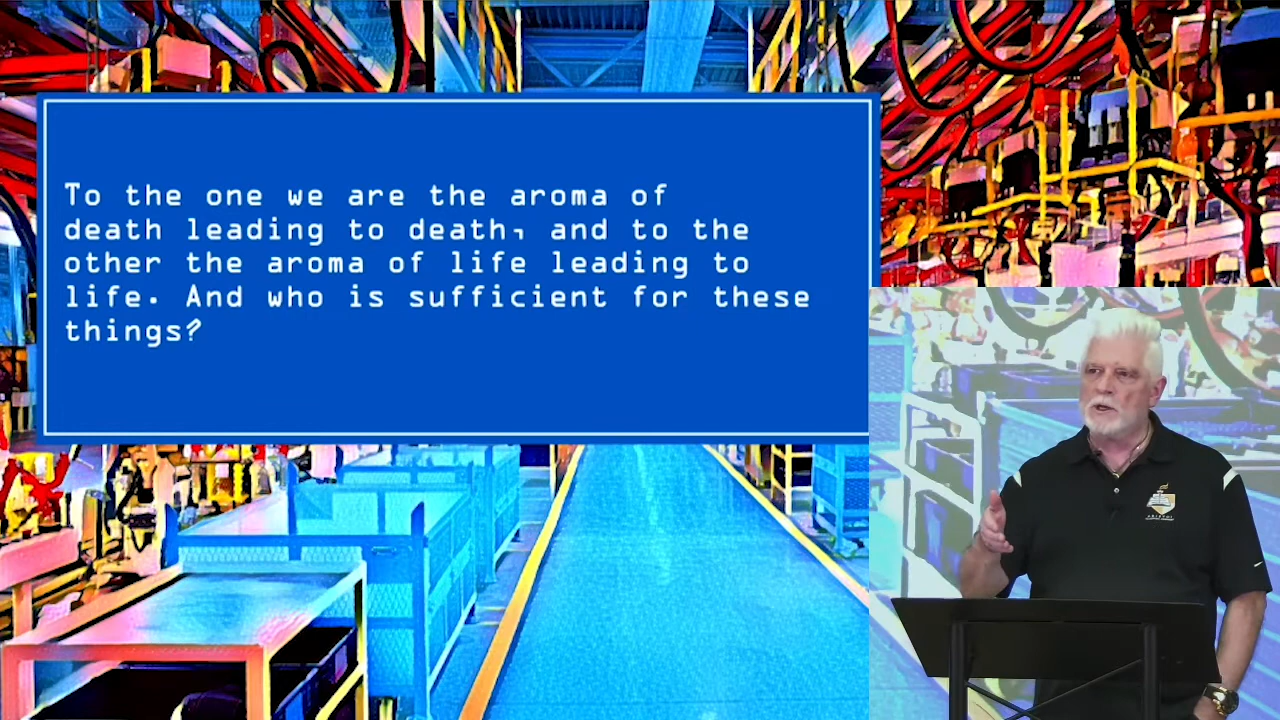 To the one we are the aroma of
death leading to death, and to the
other the aroma of life leading to
life. And who is sufficient for these
things?